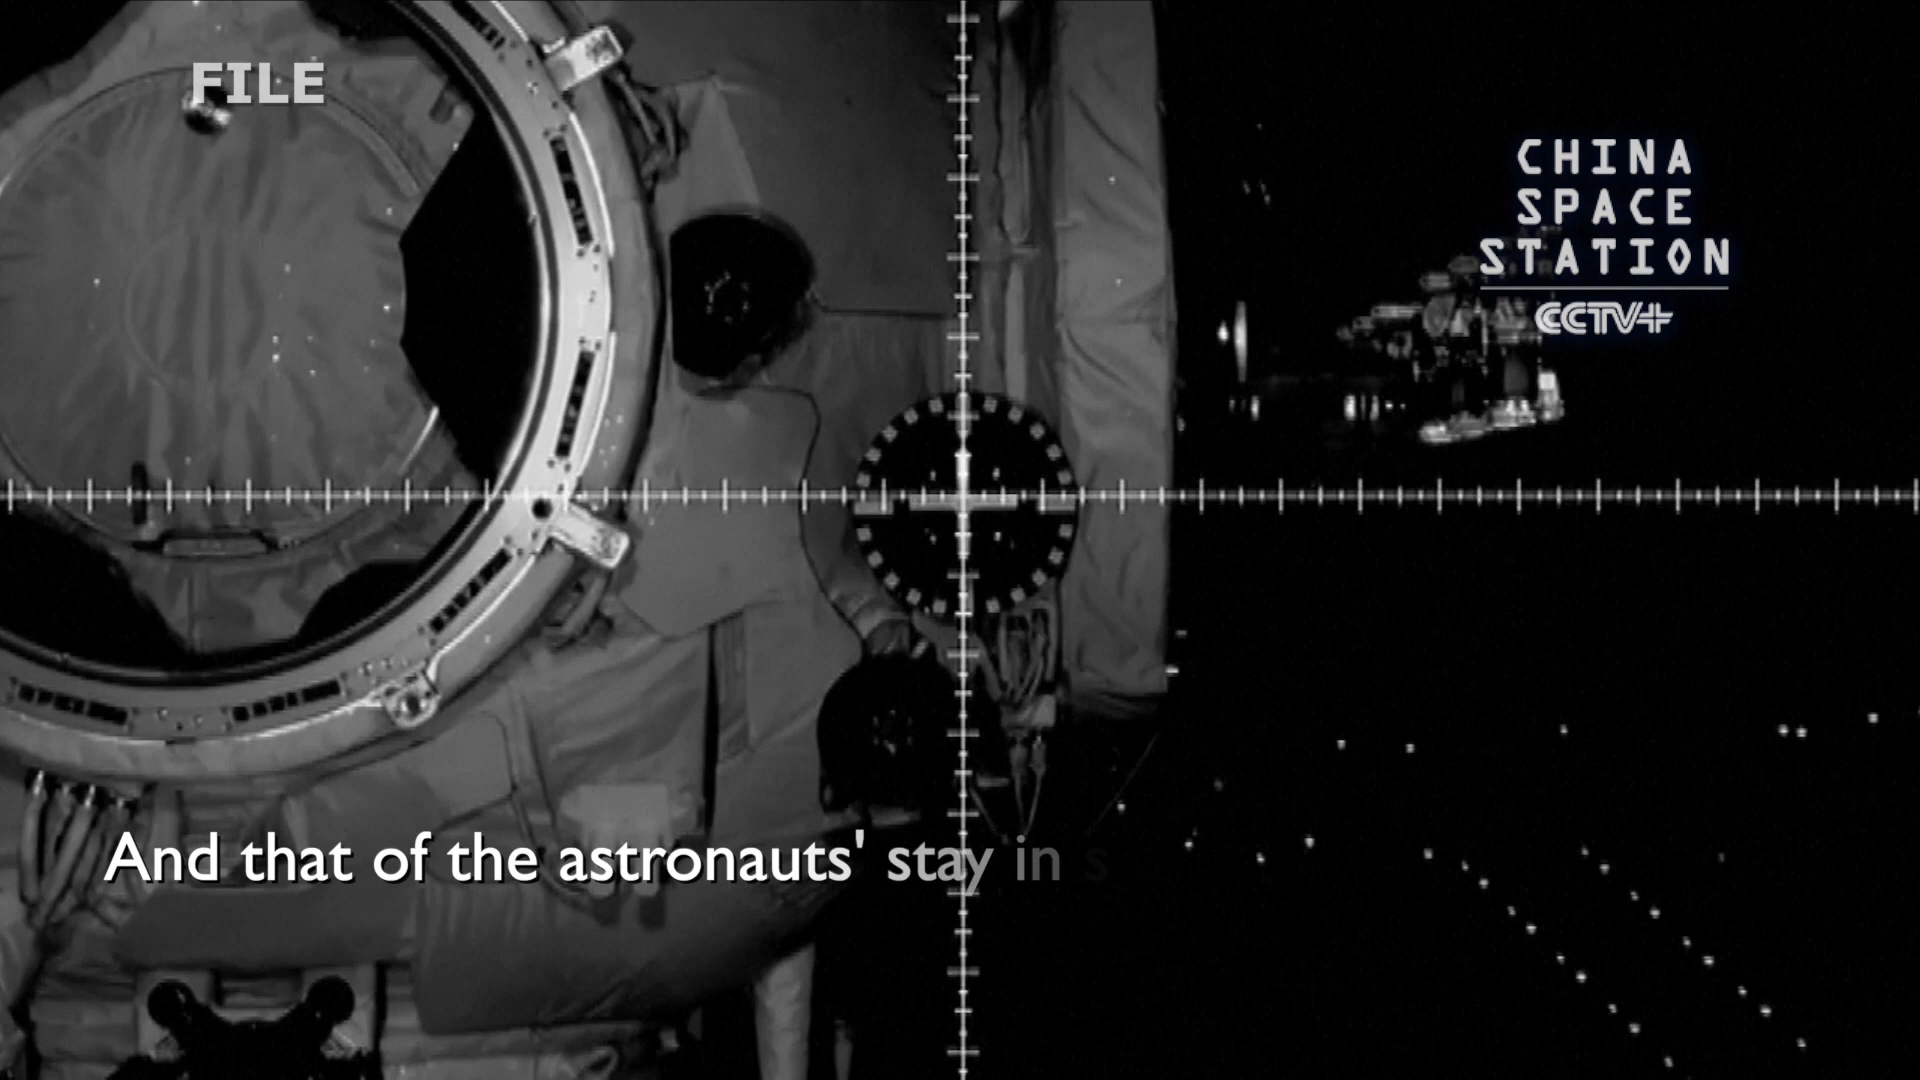 FILE
CHINA
SPACE
STATION
CCTV+
And that of the astronauts' stay in s